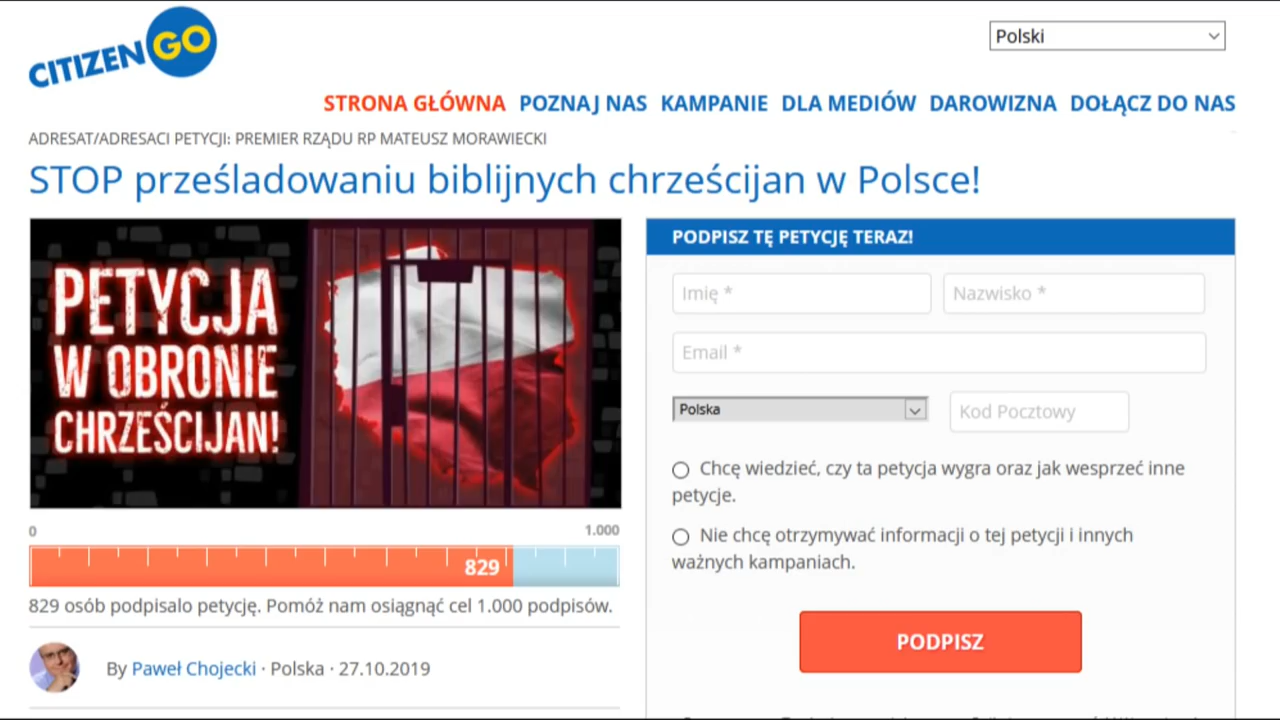 CITIZENGO
Polski
STRONA GŁÓWNA POZNAJ NAS KAMPANIE DLA MEDIÓW DAROWIZNA DOŁĄCZ DO NAS
ADRESAT/ADRESACI PETYCJI: PREMIER RZĄDU RP MATEUSZ MORAWIECKI
STOP prześladowaniu biblijnych chrześcijan w Polsce!
PETYCJA
W OBRONIE
CHRZEŚCIJAN!
0 1.000
829
829 osób podpisalo petycję. Pomóż nam osiągnąć cel 1.000 podpisów.
By Paweł Chojecki · Polska · 27.10.2019
PODPISZ TĘ PETYCJĘ TERAZ!
Imię * Nazwisko *
Email *
Polska Kod Pocztowy
Chcę wiedzieć, czy ta petycja wygra oraz jak wesprzeć inne
petycje.
Nie chcę otrzymywać informacji o tej petycji i innych
ważnych kampaniach.
PODPISZ